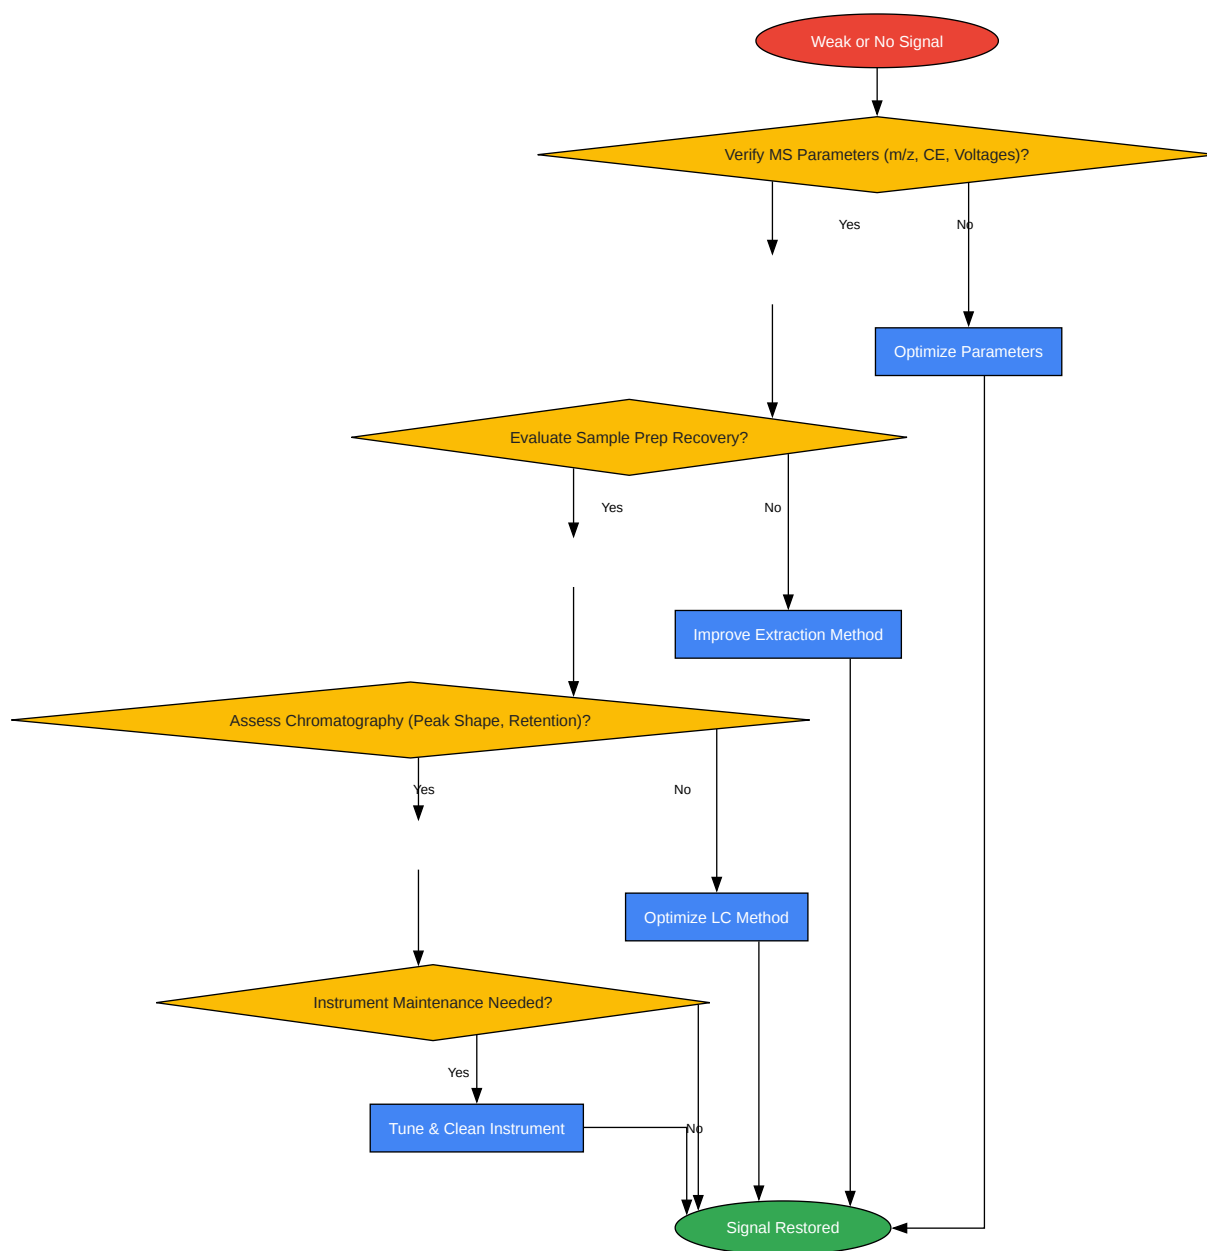 Weak or No Signal
Verify MS Parameters (m/z, CE, Voltages)?
Yes
No
Optimize Parameters
Evaluate Sample Prep Recovery?
Yes
No
Improve Extraction Method
Assess Chromatography (Peak Shape, Retention)?
Yes
No
Optimize LC Method
Instrument Maintenance Needed?
Yes
Tune & Clean Instrument
No
Signal Restored